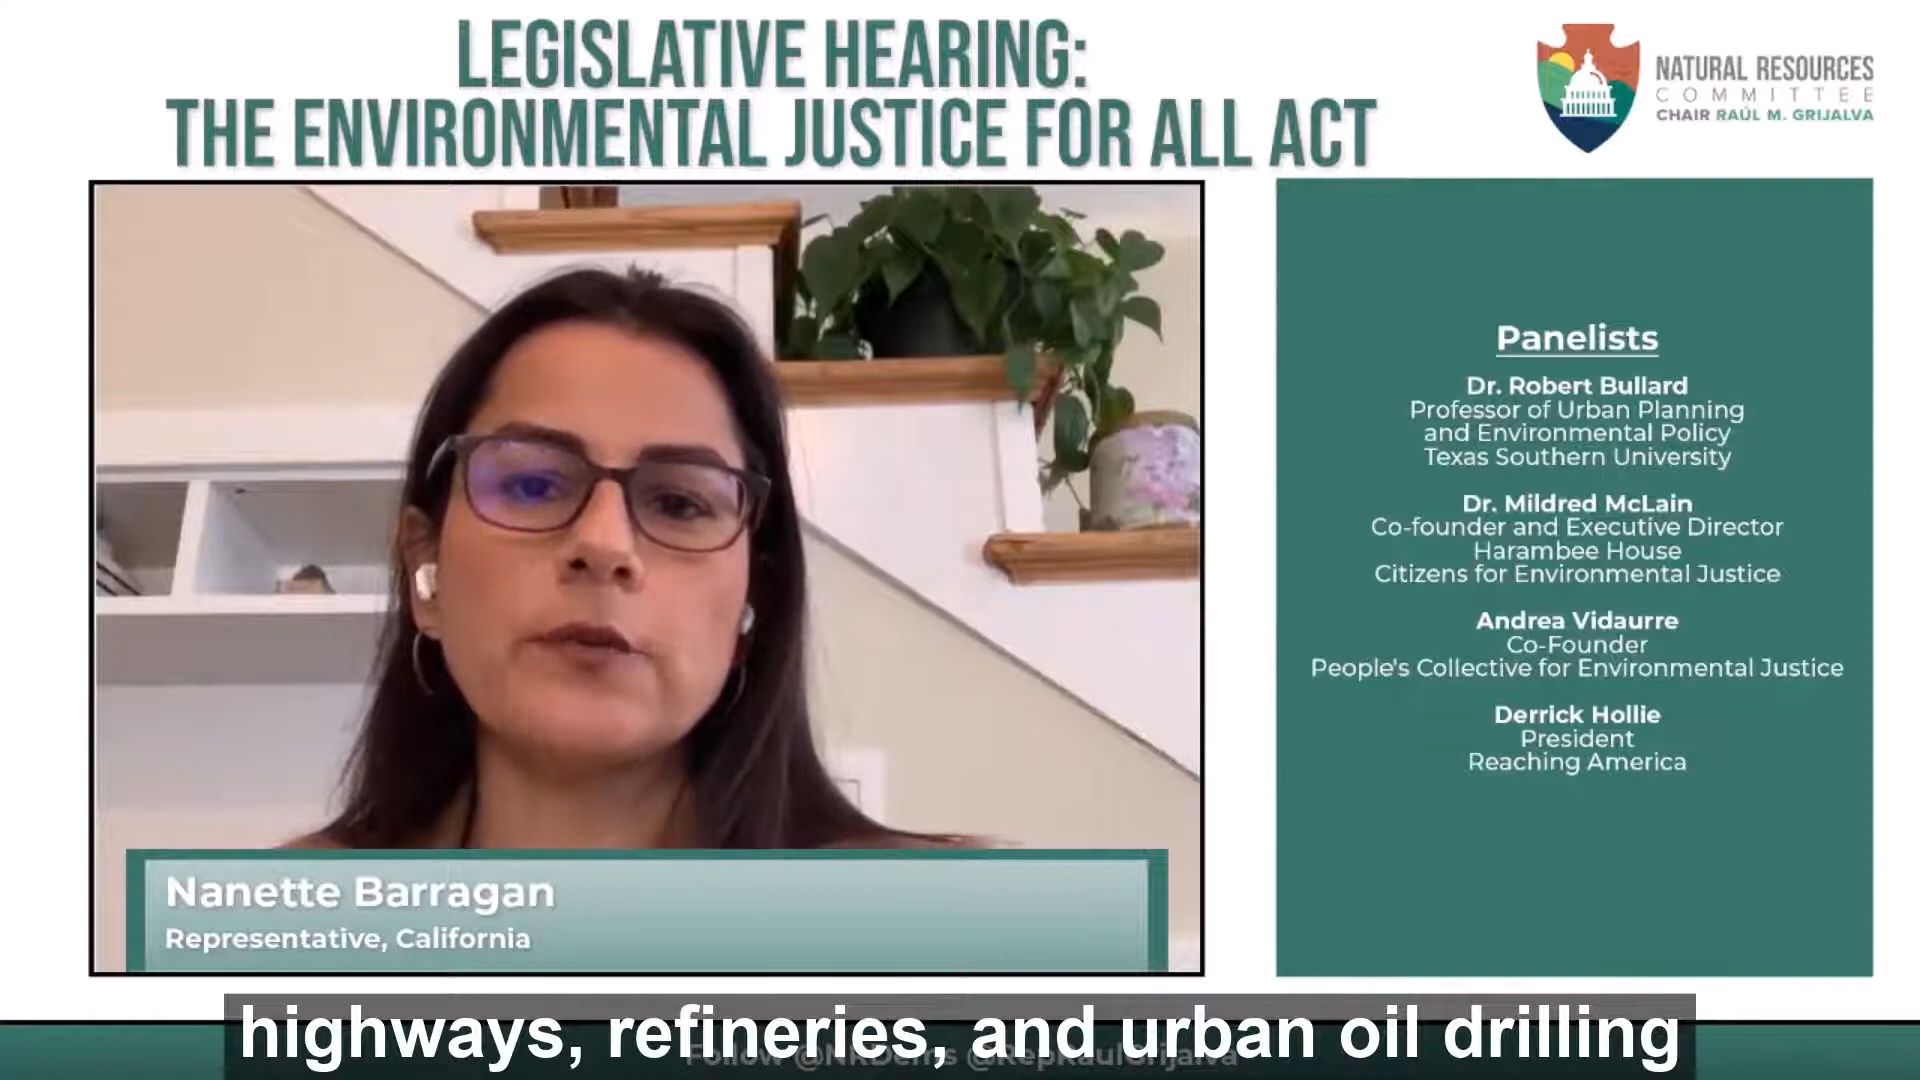 LEGISLATIVE HEARING:
THE ENVIRONMENTAL JUSTICE FOR ALL ACT
NATURAL RESOURCES
COMMITTEE
CHAIR RAÚL M. GRIJALVA
Panelists
Dr. Robert Bullard
Professor of Urban Planning
and Environmental Policy
Texas Southern University
Dr. Mildred McLain
Co-founder and Executive Director
Harambee House
Citizens for Environmental Justice
Andrea Vidaurre
Co-Founder
People's Collective for Environmental Justice
Derrick Hollie
President
Reaching America
Nanette Barragan
Representative, California
highways, refineries, and urban oil drilling
Follow @NRDems @RepRaulGrijalva